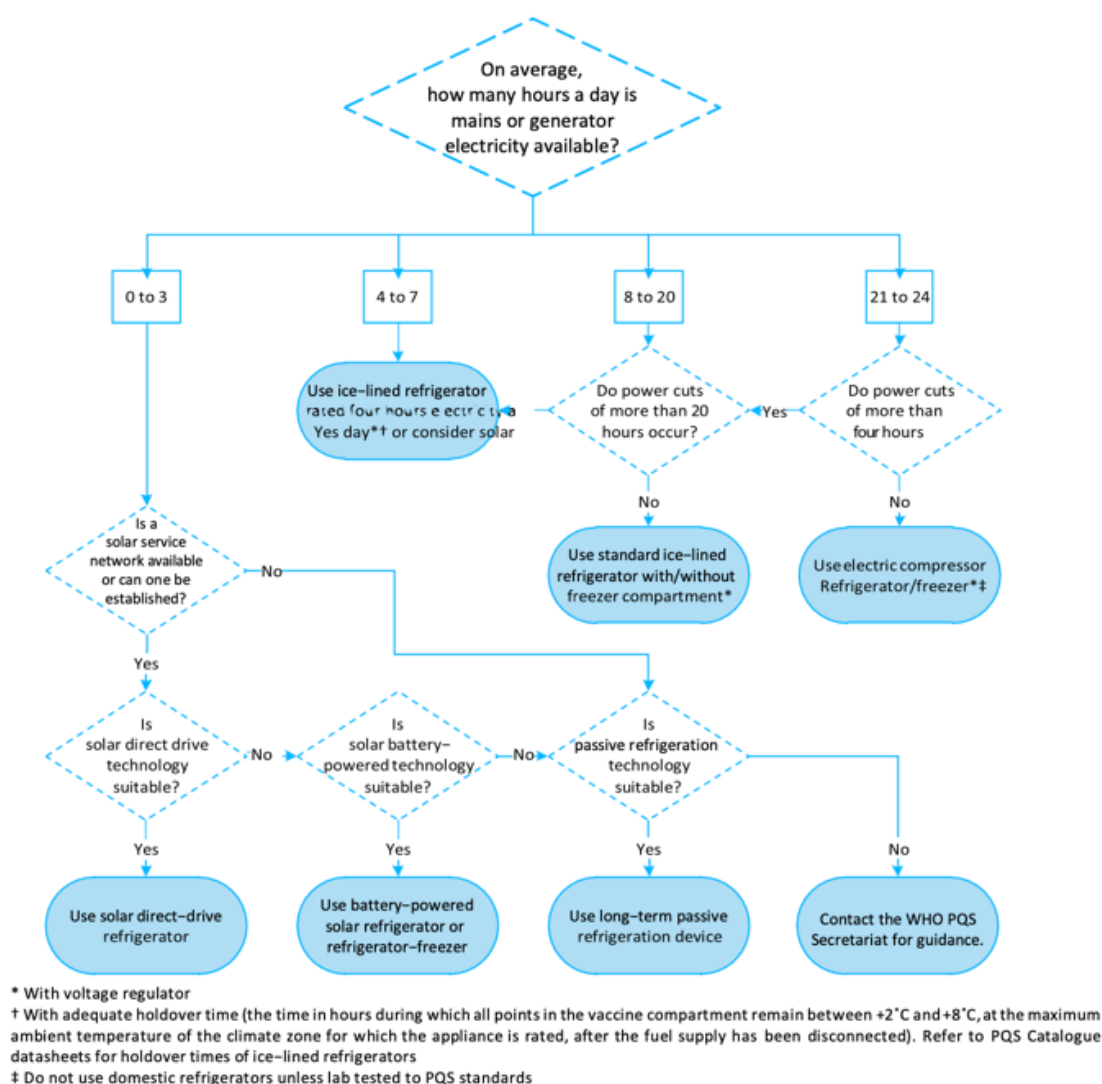 On average,
how many hours a day is
mains or generator
electricity available?
0 to 3
4 to 7
8 to 20
21 to 24
Use ice-lined refrigerator
rated four hours
Yes day*† or consider solar
Do power cuts
of more than 20
hours occur?
Yes
Do power cuts
of more than
four hours
No
No
Is a
solar service
network available
or can one be
established?
No
Use standard ice-lined
refrigerator with/without
freezer compartment*
Use electric compressor
Refrigerator/freezer*‡
Yes
Is
solar direct drive
technology
suitable?
No
Is
solar battery-
powered technology
suitable?
No
Is
passive refrigeration
technology
suitable?
Yes
Yes
Yes
No
Use solar direct-drive
refrigerator
Use battery-powered
solar refrigerator or
refrigerator-freezer
Use long-term passive
refrigeration device
Contact the WHO PQS
Secretariat for guidance.
* With voltage regulator
† With adequate holdover time (the time in hours during which all points in the vaccine compartment remain between +2˚C and +8˚C, at the maximum
ambient temperature of the climate zone for which the appliance is rated, after the fuel supply has been disconnected). Refer to PQS Catalogue
datasheets for holdover times of ice-lined refrigerators
‡ Do not use domestic refrigerators unless lab tested to PQS standards